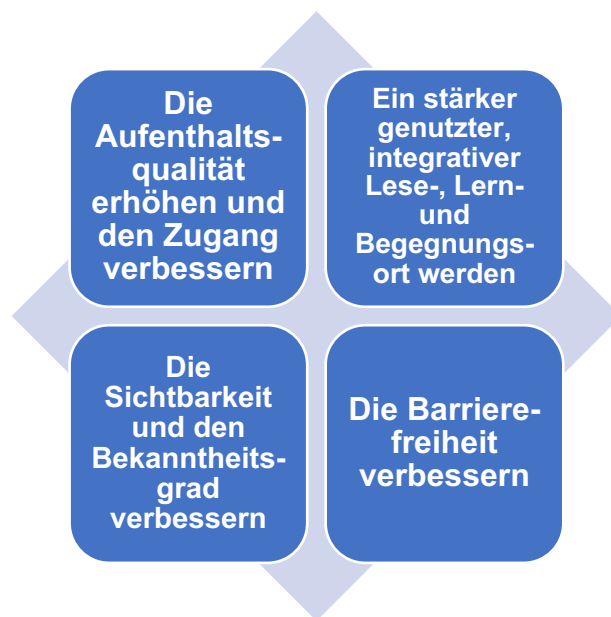 Die
Aufenthalts-
qualität
erhöhen und
den Zugang
verbessern
Ein stärker
genutzter,
integrativer
Lese-, Lern-
und
Begegnungs-
ort werden
Die
Sichtbarkeit
und den
Bekanntheits-
grad
verbessern
Die Barriere-
freiheit
verbessern